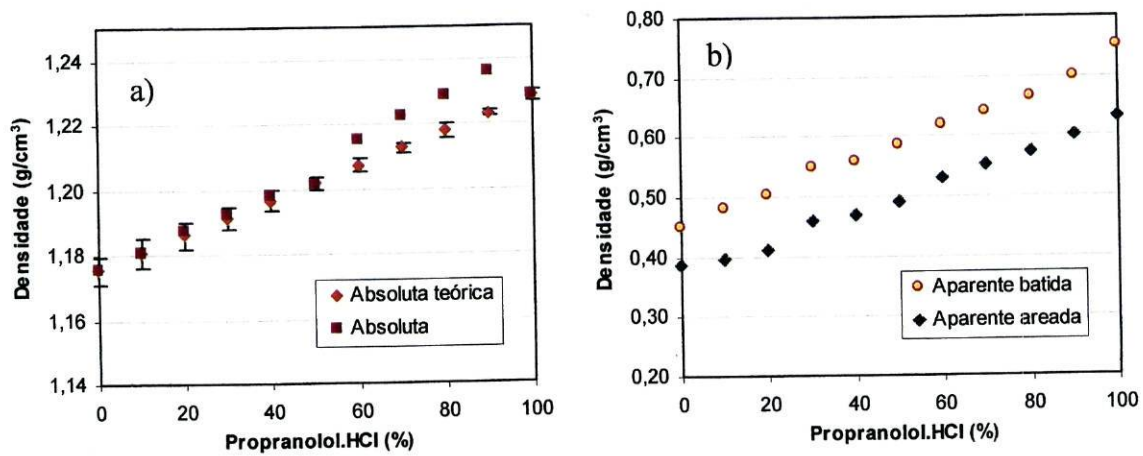 a)
Densidade (g/cm³)
1,24
1,22
1,20
1,18
1,16
1,14
Absoluta teórica
Absoluta
0 20 40 60 80 100
Propranolol.HCl (%)
b)
Densidade (g/cm³)
0,80
0,70
0,60
0,50
0,40
0,30
0,20
Aparente batida
Aparente areada
0 20 40 60 80 100
Propranolol.HCl (%)